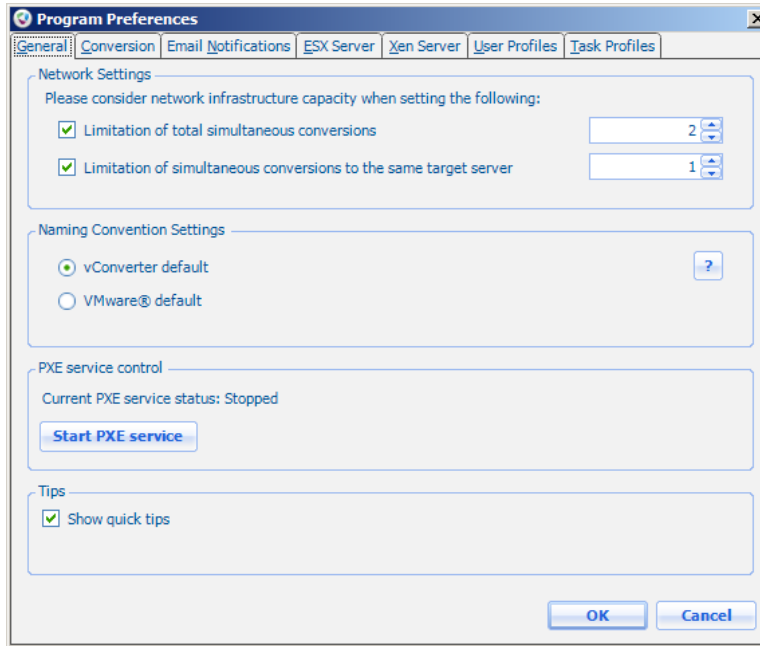 Program Preferences
General Conversion Email Notifications ESX Server Xen Server User Profiles Task Profiles
Network Settings
Please consider network infrastructure capacity when setting the following:
Limitation of total simultaneous conversions 2
Limitation of simultaneous conversions to the same target server 1
Naming Convention Settings
vConverter default ?
VMware® default
PXE service control
Current PXE service status: Stopped
Start PXE service
Tips
Show quick tips
OK Cancel